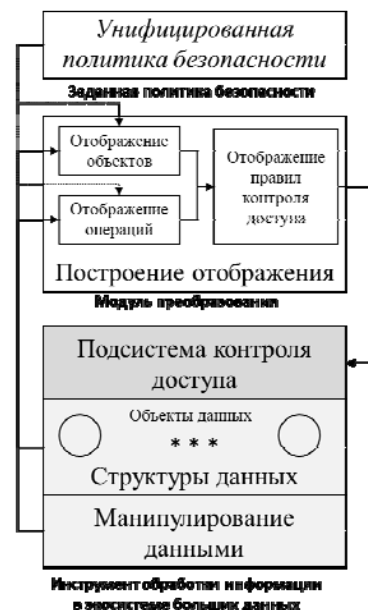 Унифицированная
политика безопасности
Заданная политика безопасности
Отображение
объектов
Отображение
операций
Отображение
правил
контроля
доступа
Построение отображения
Модуль преобразования
Подсистема контроля
доступа
Объекты данных
* * *
Структуры данных
Манипулирование
данными
Инструмент обработки информации
в экосистеме больших данных